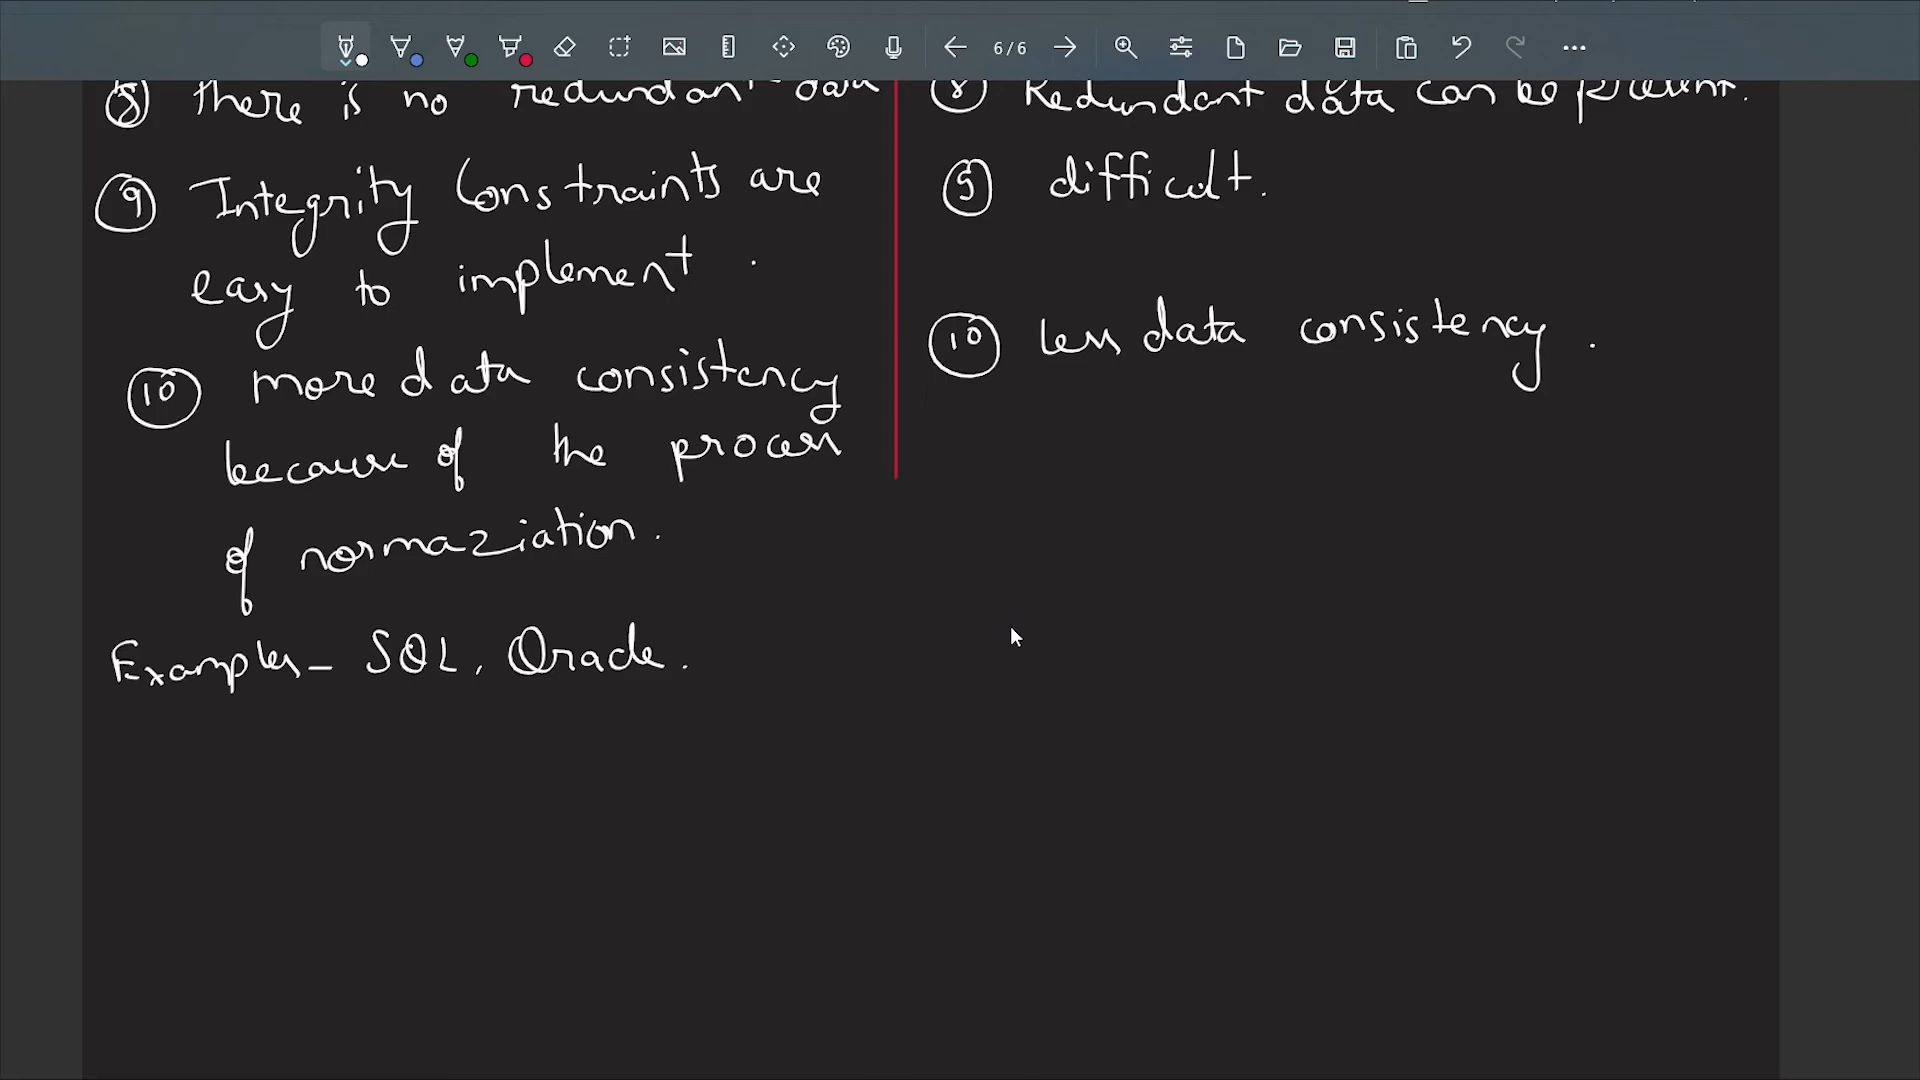 6/6
⑧ there is no redundant data
⑨ Integrity Constraints are
easy to implement .
⑩ more data consistency
because of the process
of normaziation.
Examples - SQL, Oracle.
⑧ Redundant data can be present.
⑨ difficult.
⑩ less data consistency .